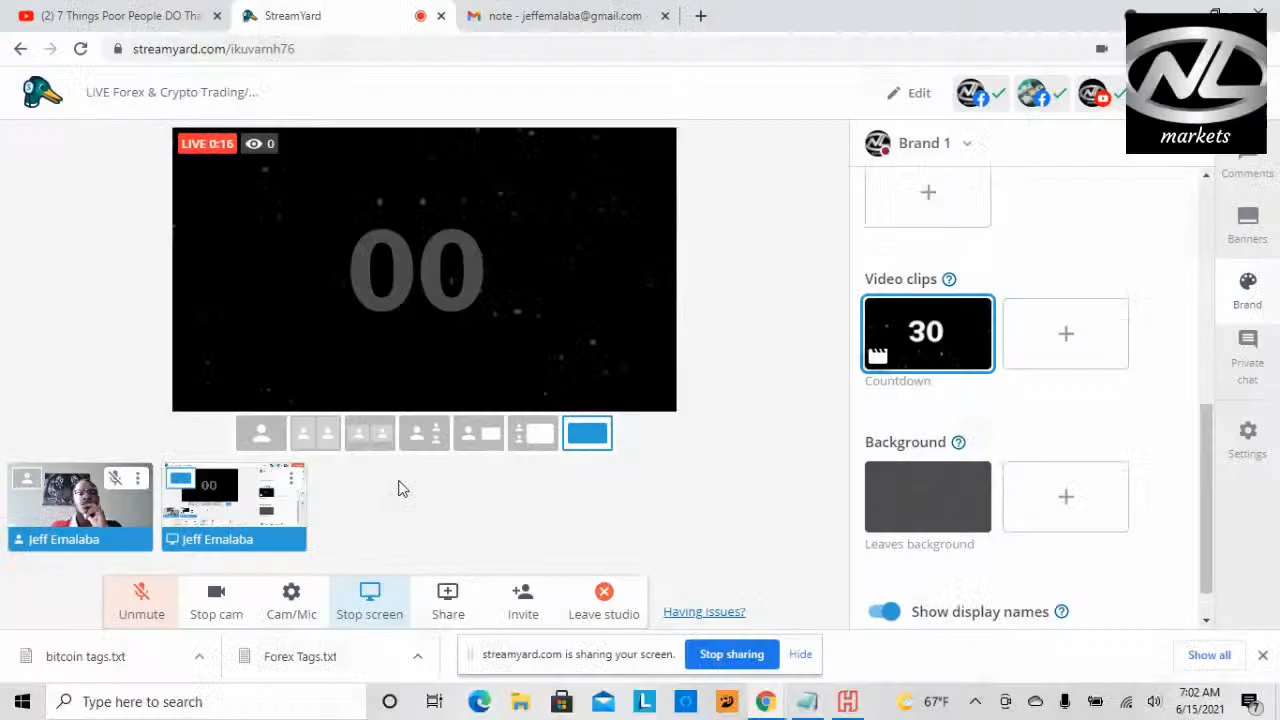 (2) 7 Things Poor People DO Tha
StreamYard
note - jeffemalaba@gmail.com
streamyard.com/ikuvarnh76
LiVE Forex & Crypto Trading/...
Edit
NL
markets
LIVE 0:16
0
00
Brand 1
Comments
Banners
Brand
Private
chat
Settings
Video clips
30
Countdown
Background
Leaves background
Show display names
00
Jeff Emalaba
Jeff Emalaba
Unmute
Stop cam
Cam/Mic
Stop screen
Share
Invite
Leave studio
Having issues?
bitcoin tags.txt
Forex Tags.txt
streamyard.com is sharing your screen.
Stop sharing
Hide
Show all
Type here to search
67°F
7:02 AM
6/15/2021
7